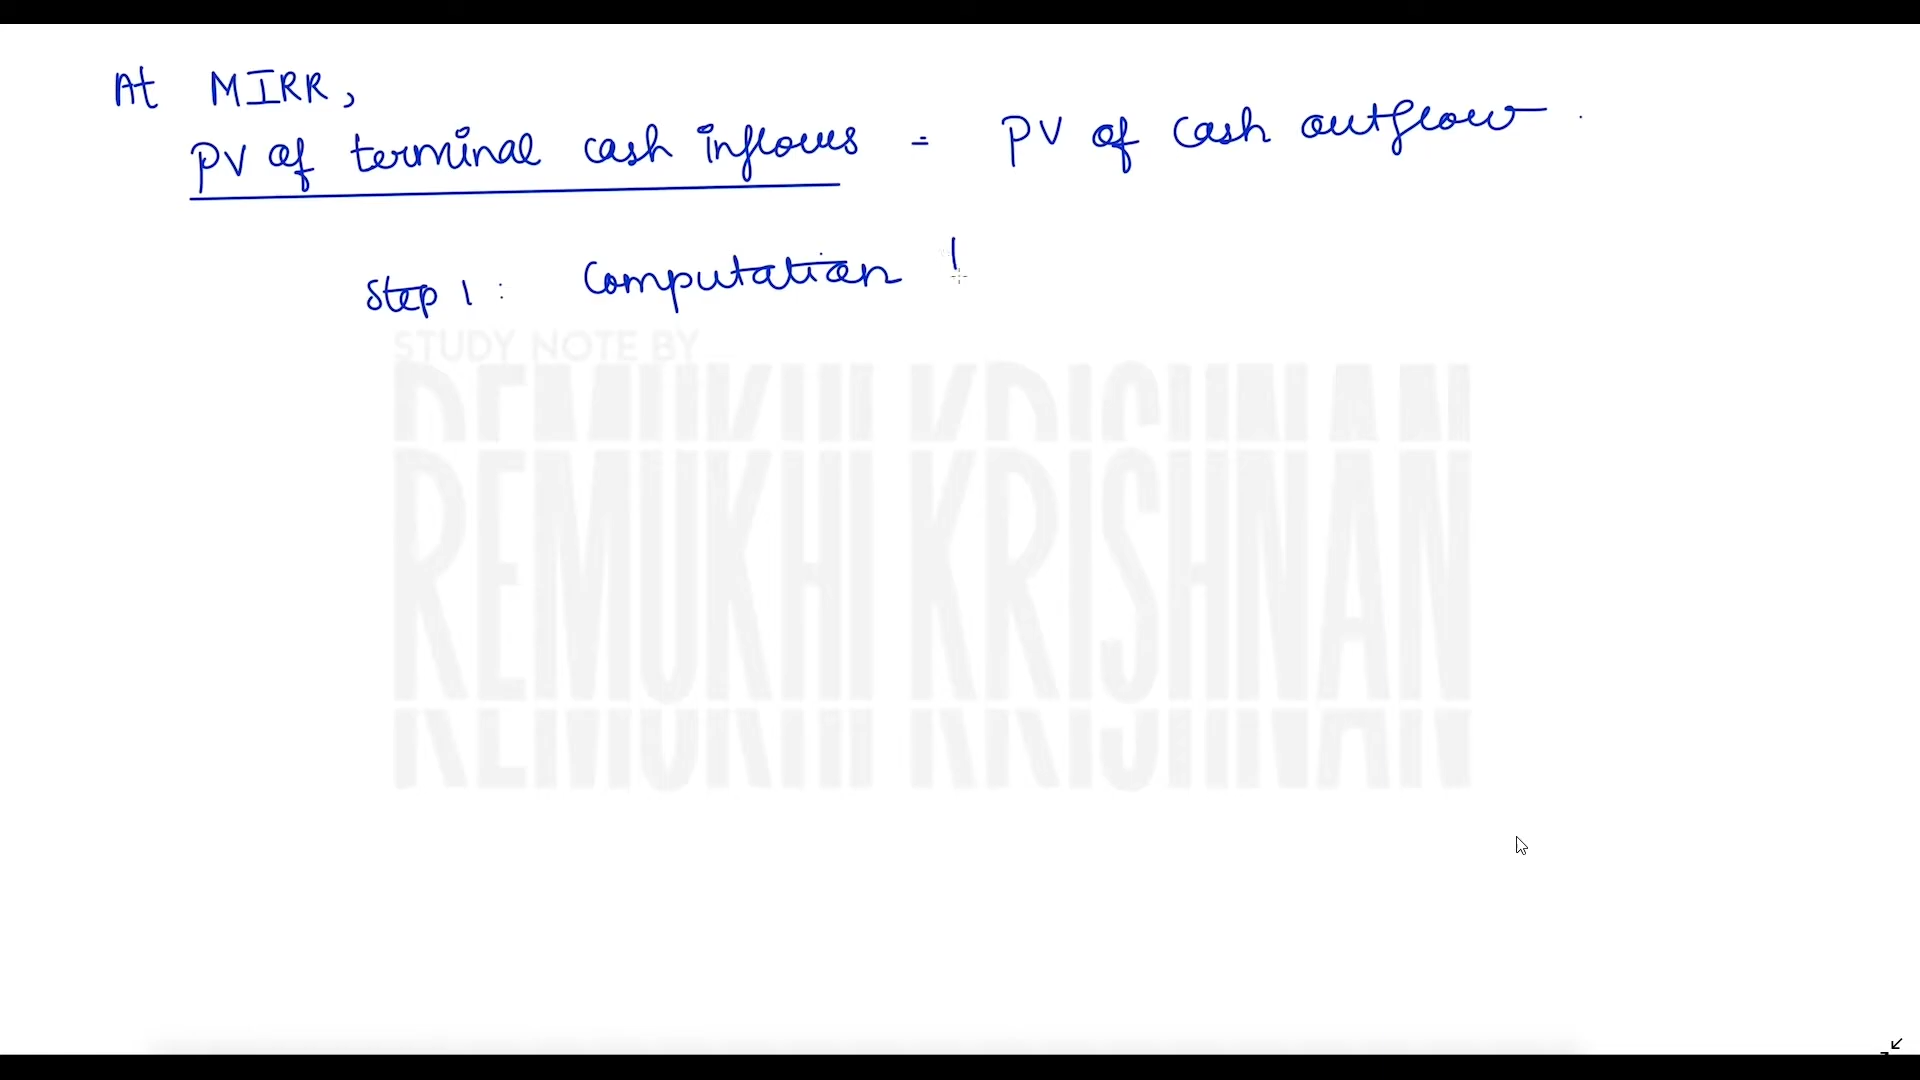 At MIRR,
PV of terminal cash inflows = PV of cash outflow.
Step 1: Computation
STUDY NOTE BY
REMUKHI KRISHNAN